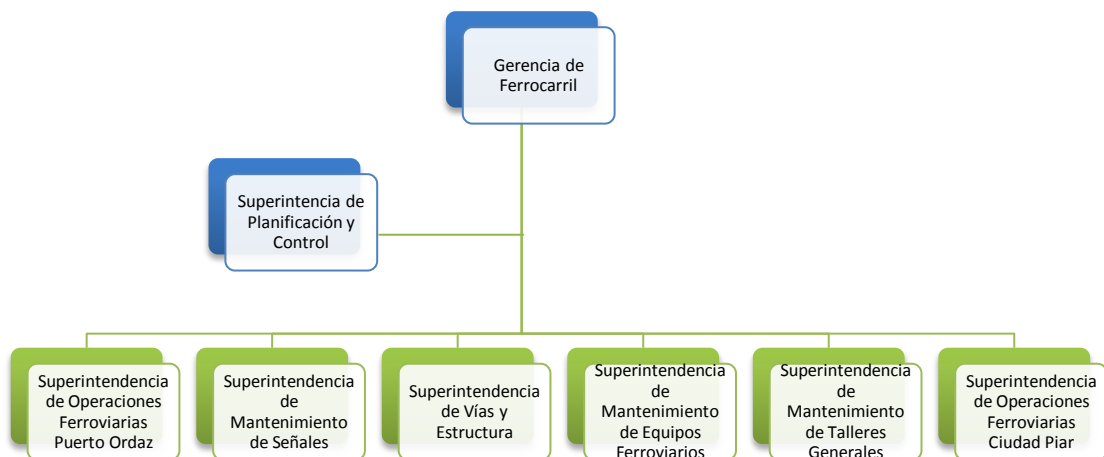 Gerencia de
Ferrocarril
Superintencia de
Planificación y
Control
Superintendencia
de Operaciones
Ferroviarias
Puerto Ordaz
Superintendencia
de
Mantenimiento
de Señales
Superintendencia
de Vías y
Estructura
Superintendencia
de
Mantenimiento
de Equipos
Ferroviarios
Superintendencia
de
Mantenimiento
de Talleres
Generales
Superintendencia
de Operaciones
Ferroviarias
Ciudad Piar